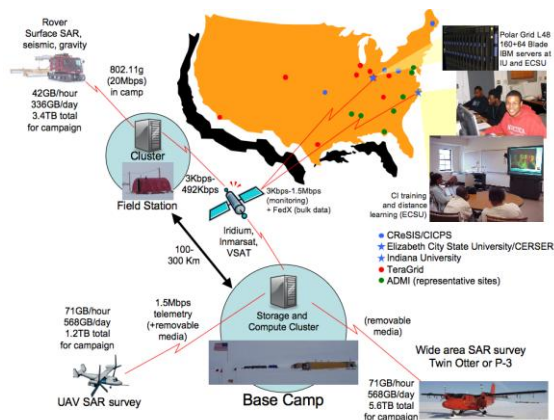 Rover
Surface SAR,
seismic, gravity
42GB/hour
336GB/day
3.4TB total
for campaign
802.11g
(20Mbps)
in camp
Cluster
Field Station
3Kbps-
492Kbps
Iridium,
Inmarsat,
VSAT
3Kbps-1.5Mbps
(monitoring)
+ FedX (bulk data)
Polar Grid L48
160+64 Blade
IBM servers at
IU and ECSU
CI training
and distance
learning (ECSU)
CReSIS/CICPS
Elizabeth City State University/CERSER
Indiana University
TeraGrid
ADMI (representative sites)
100-
300 Km
71GB/hour
568GB/day
1.2TB total
for campaign
UAV SAR survey
1.5Mbps
telemetry
(+removable
media)
Storage and
Compute Cluster
Base Camp
(removable
media)
Wide area SAR survey
Twin Otter or P-3
71GB/hour
568GB/day
5.6TB total
for campaign